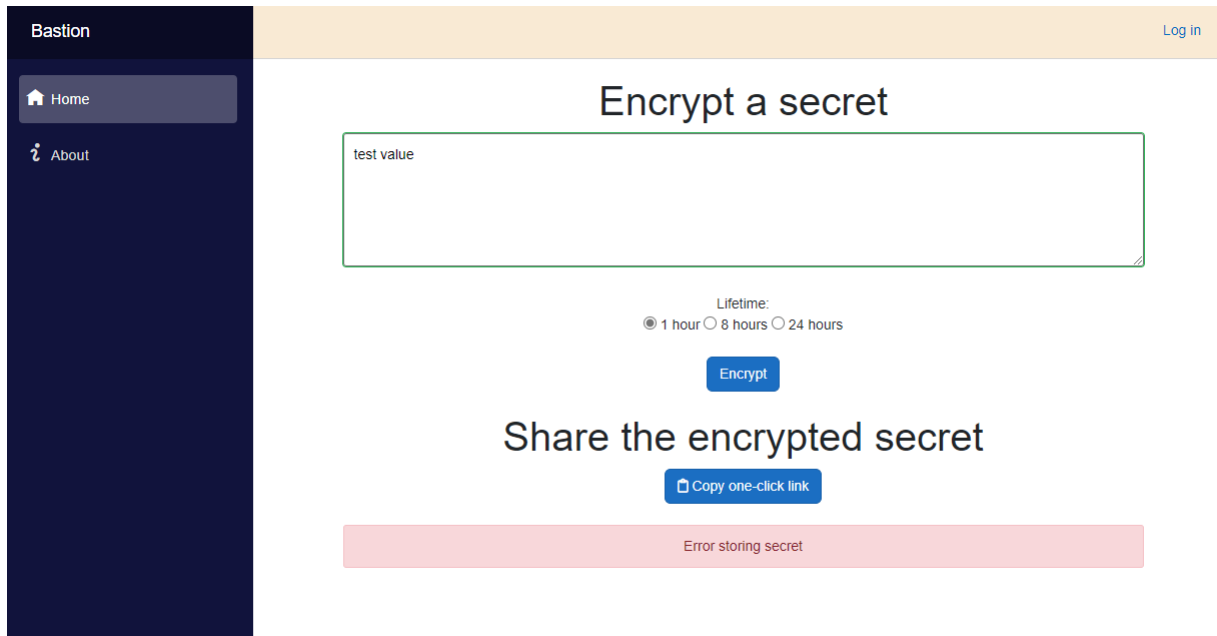 Bastion
Log in
Home
About
Encrypt a secret
test value
Lifetime:
1 hour 8 hours 24 hours
Encrypt
Share the encrypted secret
Copy one-click link
Error storing secret